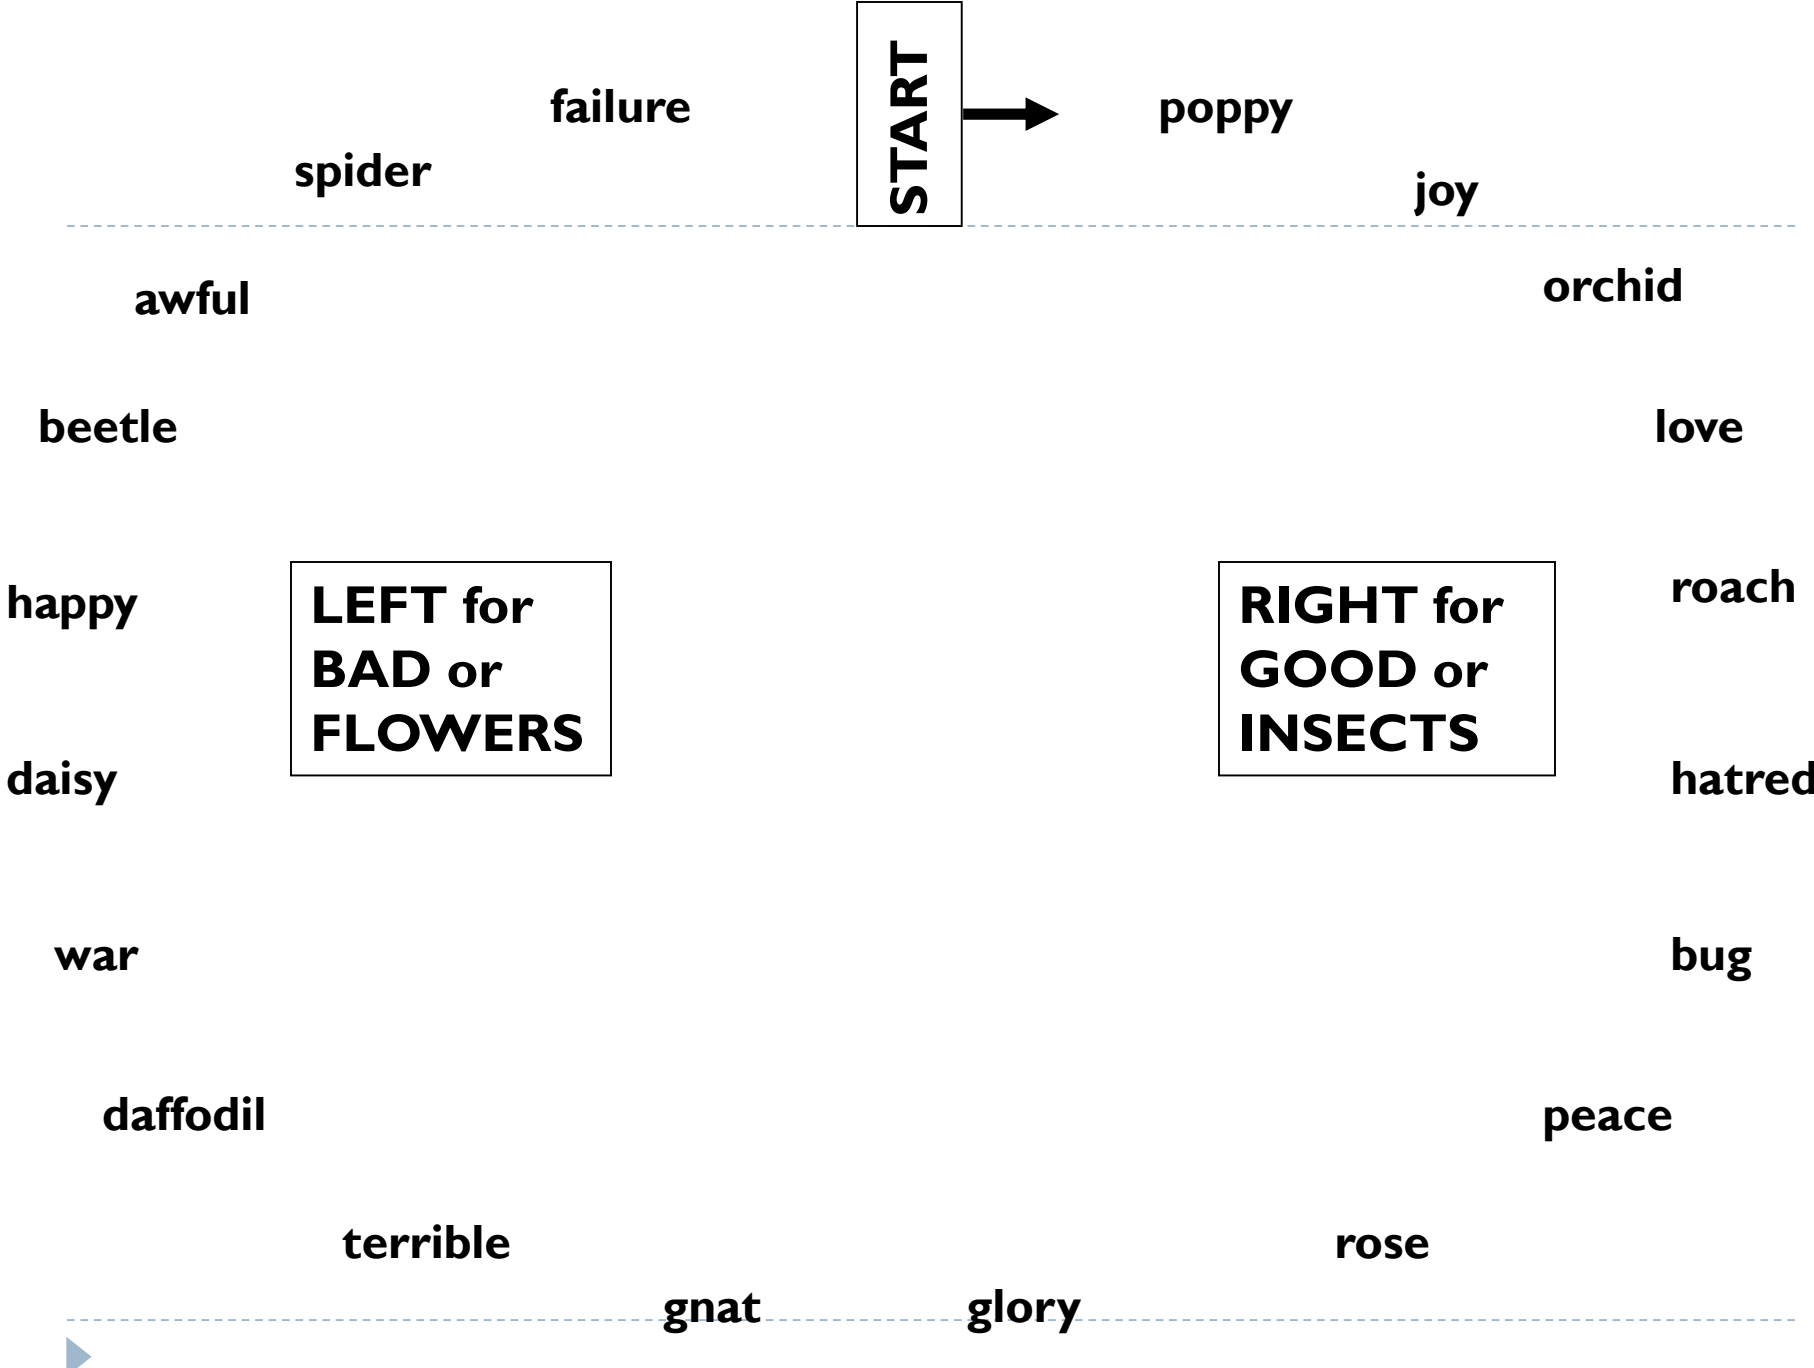 START
failure
poppy
spider
joy
awful
orchid
beetle
love
happy
LEFT for
BAD or
FLOWERS
RIGHT for
GOOD or
INSECTS
roach
daisy
hatred
war
bug
daffodil
peace
terrible
rose
gnat
glory